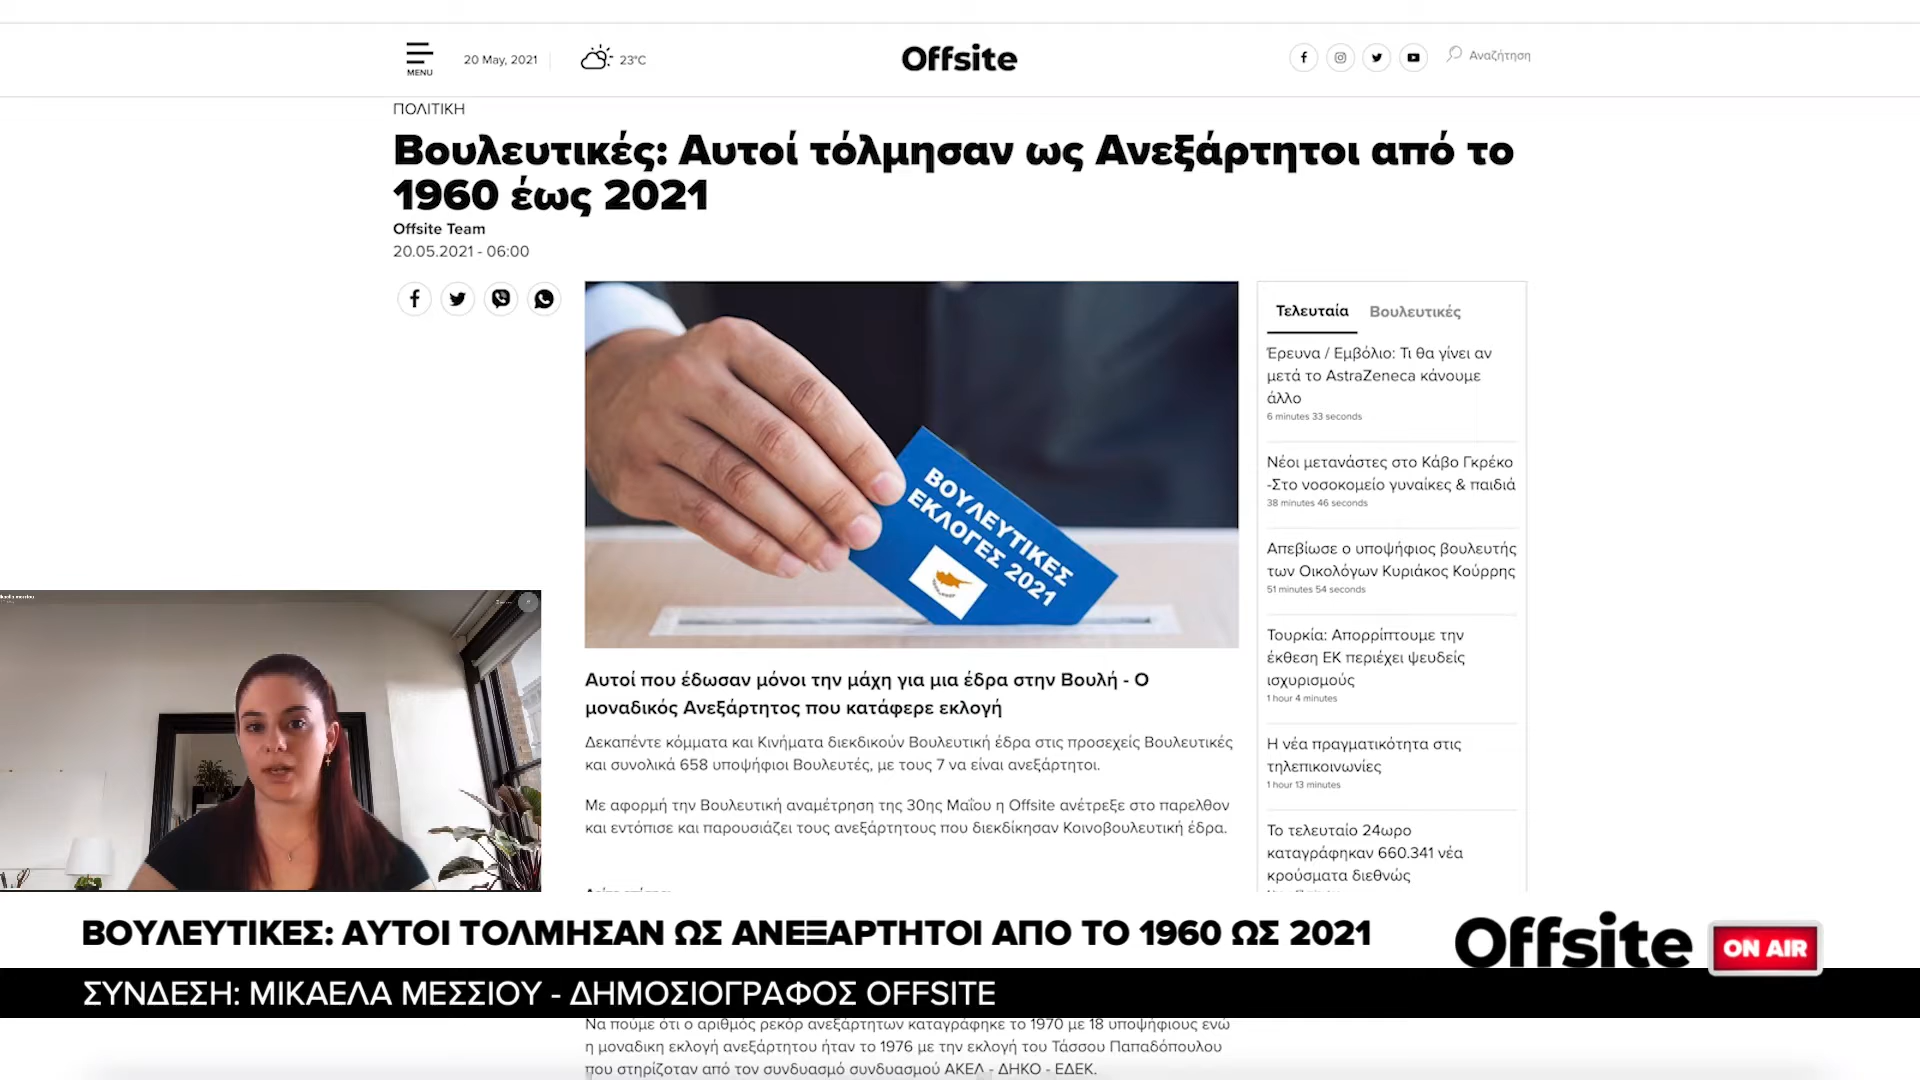 MENU
20 May, 2021
23°C
Offsite
Αναζήτηση
ΠΟΛΙΤΙΚΗ
Βουλευτικές: Αυτοί τόλμησαν ως Ανεξάρτητοι από το
1960 έως 2021
Offsite Team
20.05.2021 - 06:00
ΒΟΥΛΕΥΤΙΚΕΣ
ΕΚΛΟΓΕΣ 2021
Αυτοί που έδωσαν μόνοι την μάχη για μια έδρα στην Βουλή - Ο
μοναδικός Ανεξάρτητος που κατάφερε εκλογή
Δεκαπέντε κόμματα και Κινήματα διεκδικούν Βουλευτική έδρα στις προσεχείς Βουλευτικές
και συνολικά 658 υποψήφιοι Βουλευτές, με τους 7 να είναι ανεξάρτητοι.
Με αφορμή την Βουλευτική αναμέτρηση της 30ης Μαΐου η Offsite ανέτρεξε στο παρελθον
και εντόπισε και παρουσιάζει τους ανεξάρτητους που διεκδίκησαν Κοινοβουλευτική έδρα.
Τελευταία
Βουλευτικές
Έρευνα / Εμβόλιο: Τι θα γίνει αν
μετά το AstraZeneca κάνουμε
άλλο
6 minutes 33 seconds
Νέοι μετανάστες στο Κάβο Γκρέκο
-Στο νοσοκομείο γυναίκες & παιδιά
38 minutes 46 seconds
Απεβίωσε ο υποψήφιος βουλευτής
των Οικολόγων Κυριάκος Κούρρης
51 minutes 54 seconds
Τουρκία: Απορρίπτουμε την
έκθεση ΕΚ περιέχει ψευδείς
ισχυρισμούς
1 hour 4 minutes
Η νέα πραγματικότητα στις
τηλεπικοινωνίες
1 hour 13 minutes
Το τελευταίο 24ωρο
καταγράφηκαν 660.341 νέα
κρούσματα διεθνώς
ΒΟΥΛΕΥΤΙΚΕΣ: ΑΥΤΟΙ ΤΟΛΜΗΣΑΝ ΩΣ ΑΝΕΞΑΡΤΗΤΟΙ ΑΠΟ ΤΟ 1960 ΩΣ 2021
Offsite
ON AIR
ΣΥΝΔΕΣΗ: ΜΙΚΑΕΛΑ ΜΕΣΣΙΟΥ - ΔΗΜΟΣΙΟΓΡΑΦΟΣ OFFSITE
Να πούμε ότι ο αριθμός ρεκόρ ανεξάρτητων καταγράφηκε το 1970 με 18 υποψήφιους ενώ
η μοναδικη εκλογή ανεξάρτητου ήταν το 1976 με την εκλογή του Τάσσου Παπαδόπουλου
που στηρίζοταν από τον συνδυασμό συνδυασμού ΑΚΕΛ - ΔΗΚΟ - ΕΔΕΚ.